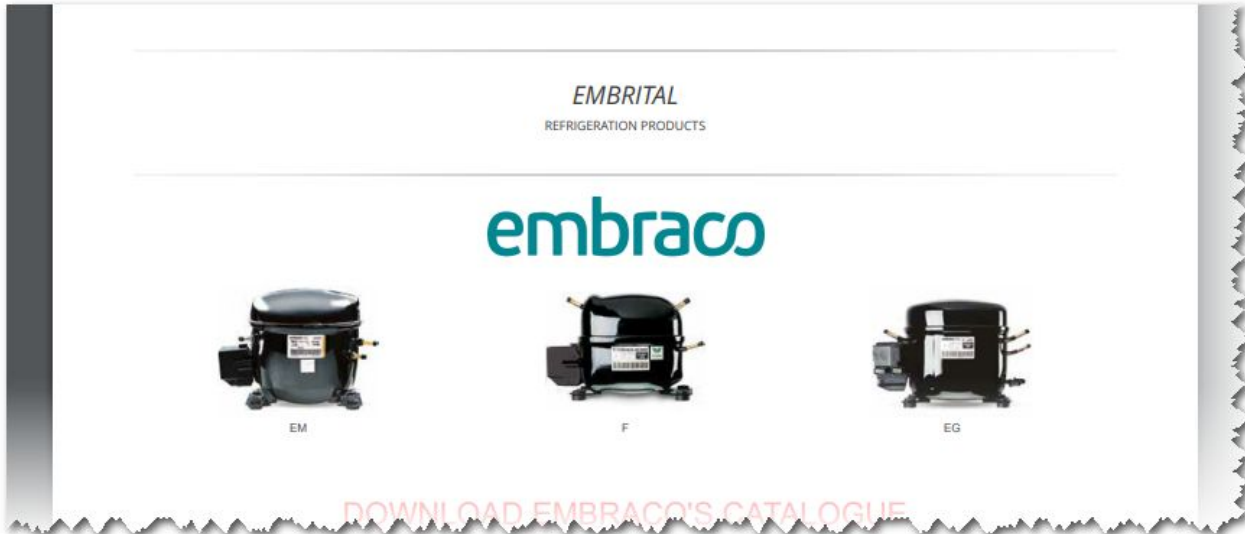 EMBRITAL
REFRIGERATION PRODUCTS
embraco
EM
F
EG
DOWNLOAD EMBRACO'S CATALOGUE